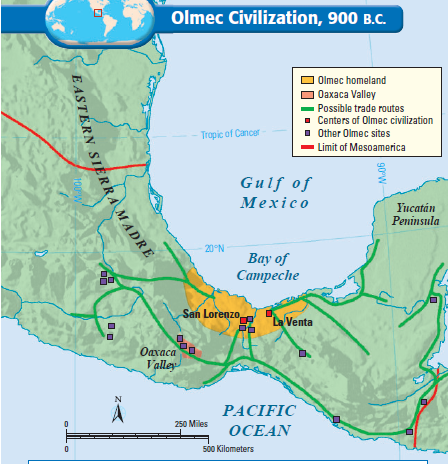 Olmec Civilization, 900 B.C.
Olmec homeland
Oaxaca Valley
Possible trade routes
Centers of Olmec civilization
Other Olmec sites
Limit of Mesoamerica
EASTERN SIERRA MADRE
Tropic of Cancer
100°W
90°W
Gulf of
Mexico
Yucatán
Peninsula
20°N
Bay of
Campeche
San Lorenzo
La Venta
Oaxaca
Valley
N
PACIFIC
OCEAN
0
250 Miles
0
500 Kilometers